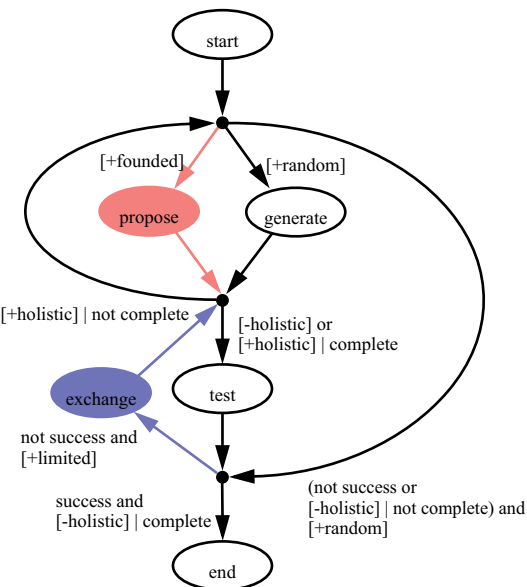 start
[+founded]
[+random]
propose
generate
[+holistic] | not complete
[-holistic] or
[+holistic] | complete
exchange
test
not success and
[+limited]
success and
[-holistic] | complete
(not success or
[-holistic] | not complete) and
[+random]
end